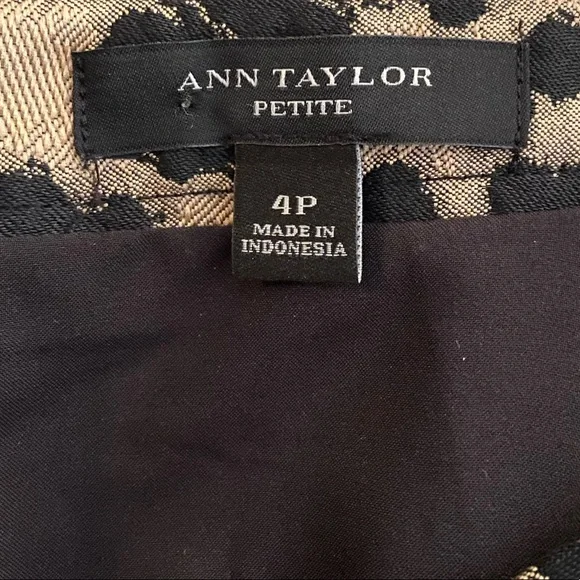 ANN TAYLOR
PETITE
4P
MADE IN
INDONESIA